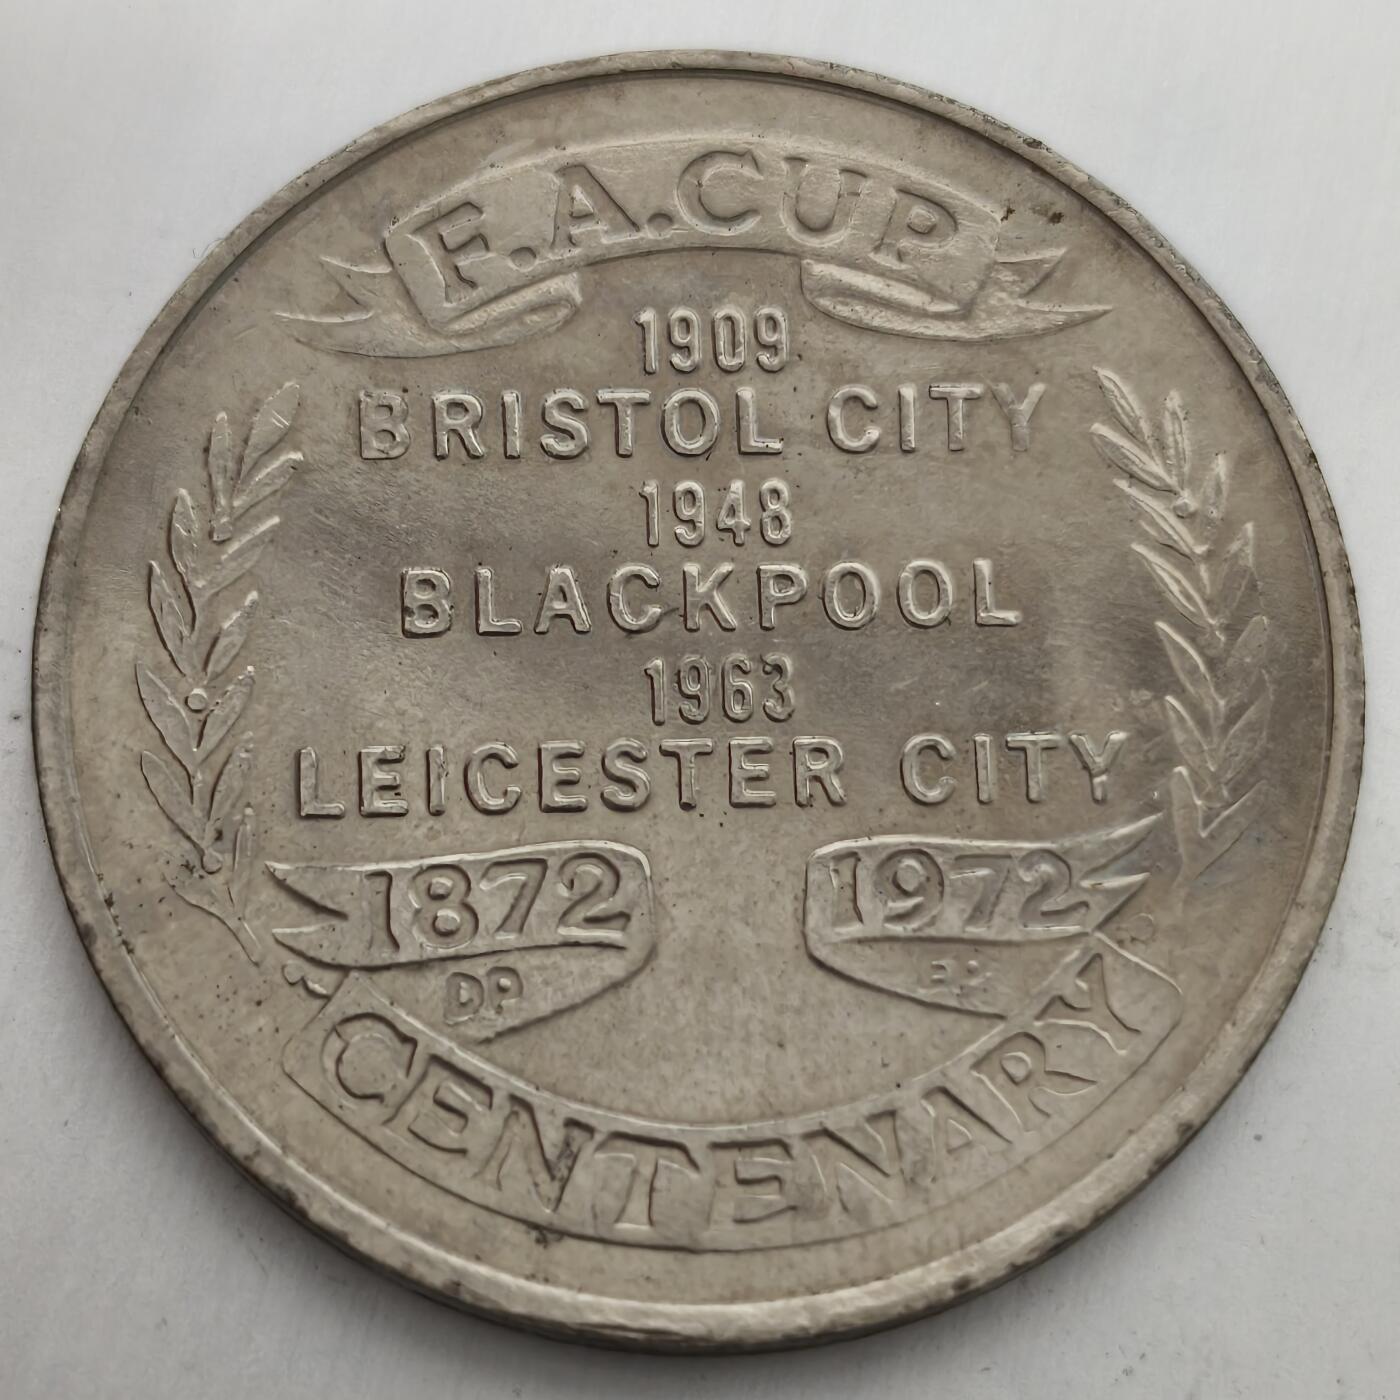 F.A.CUP
1909
BRISTOL CITY
1948
BLACKPOOL
1963
LEICESTER CITY
1872 1972
DP
CENTENARY